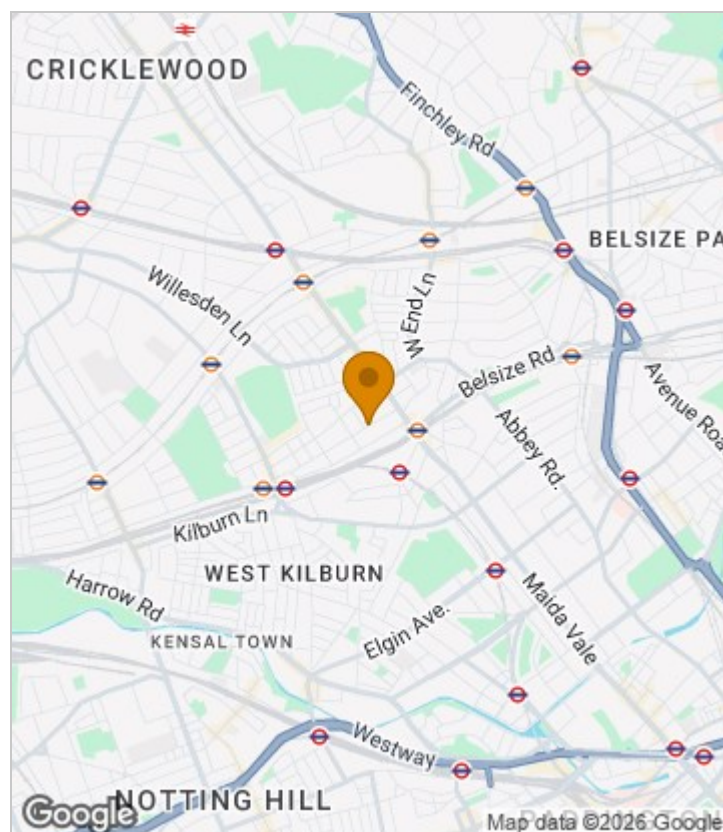 CRICKLEWOOD
Finchley Rd
BELSIZE PA
Willesden Ln
W End Ln
Belsize Rd
Avenue Roa
Abbey Rd.
Kilburn Ln
WEST KILBURN
Harrow Rd
Maida Vale
Elgin Ave.
KENSAL TOWN
Westway
NOTTING HILL
PADDINGTON
Google
Map data ©2026 Google